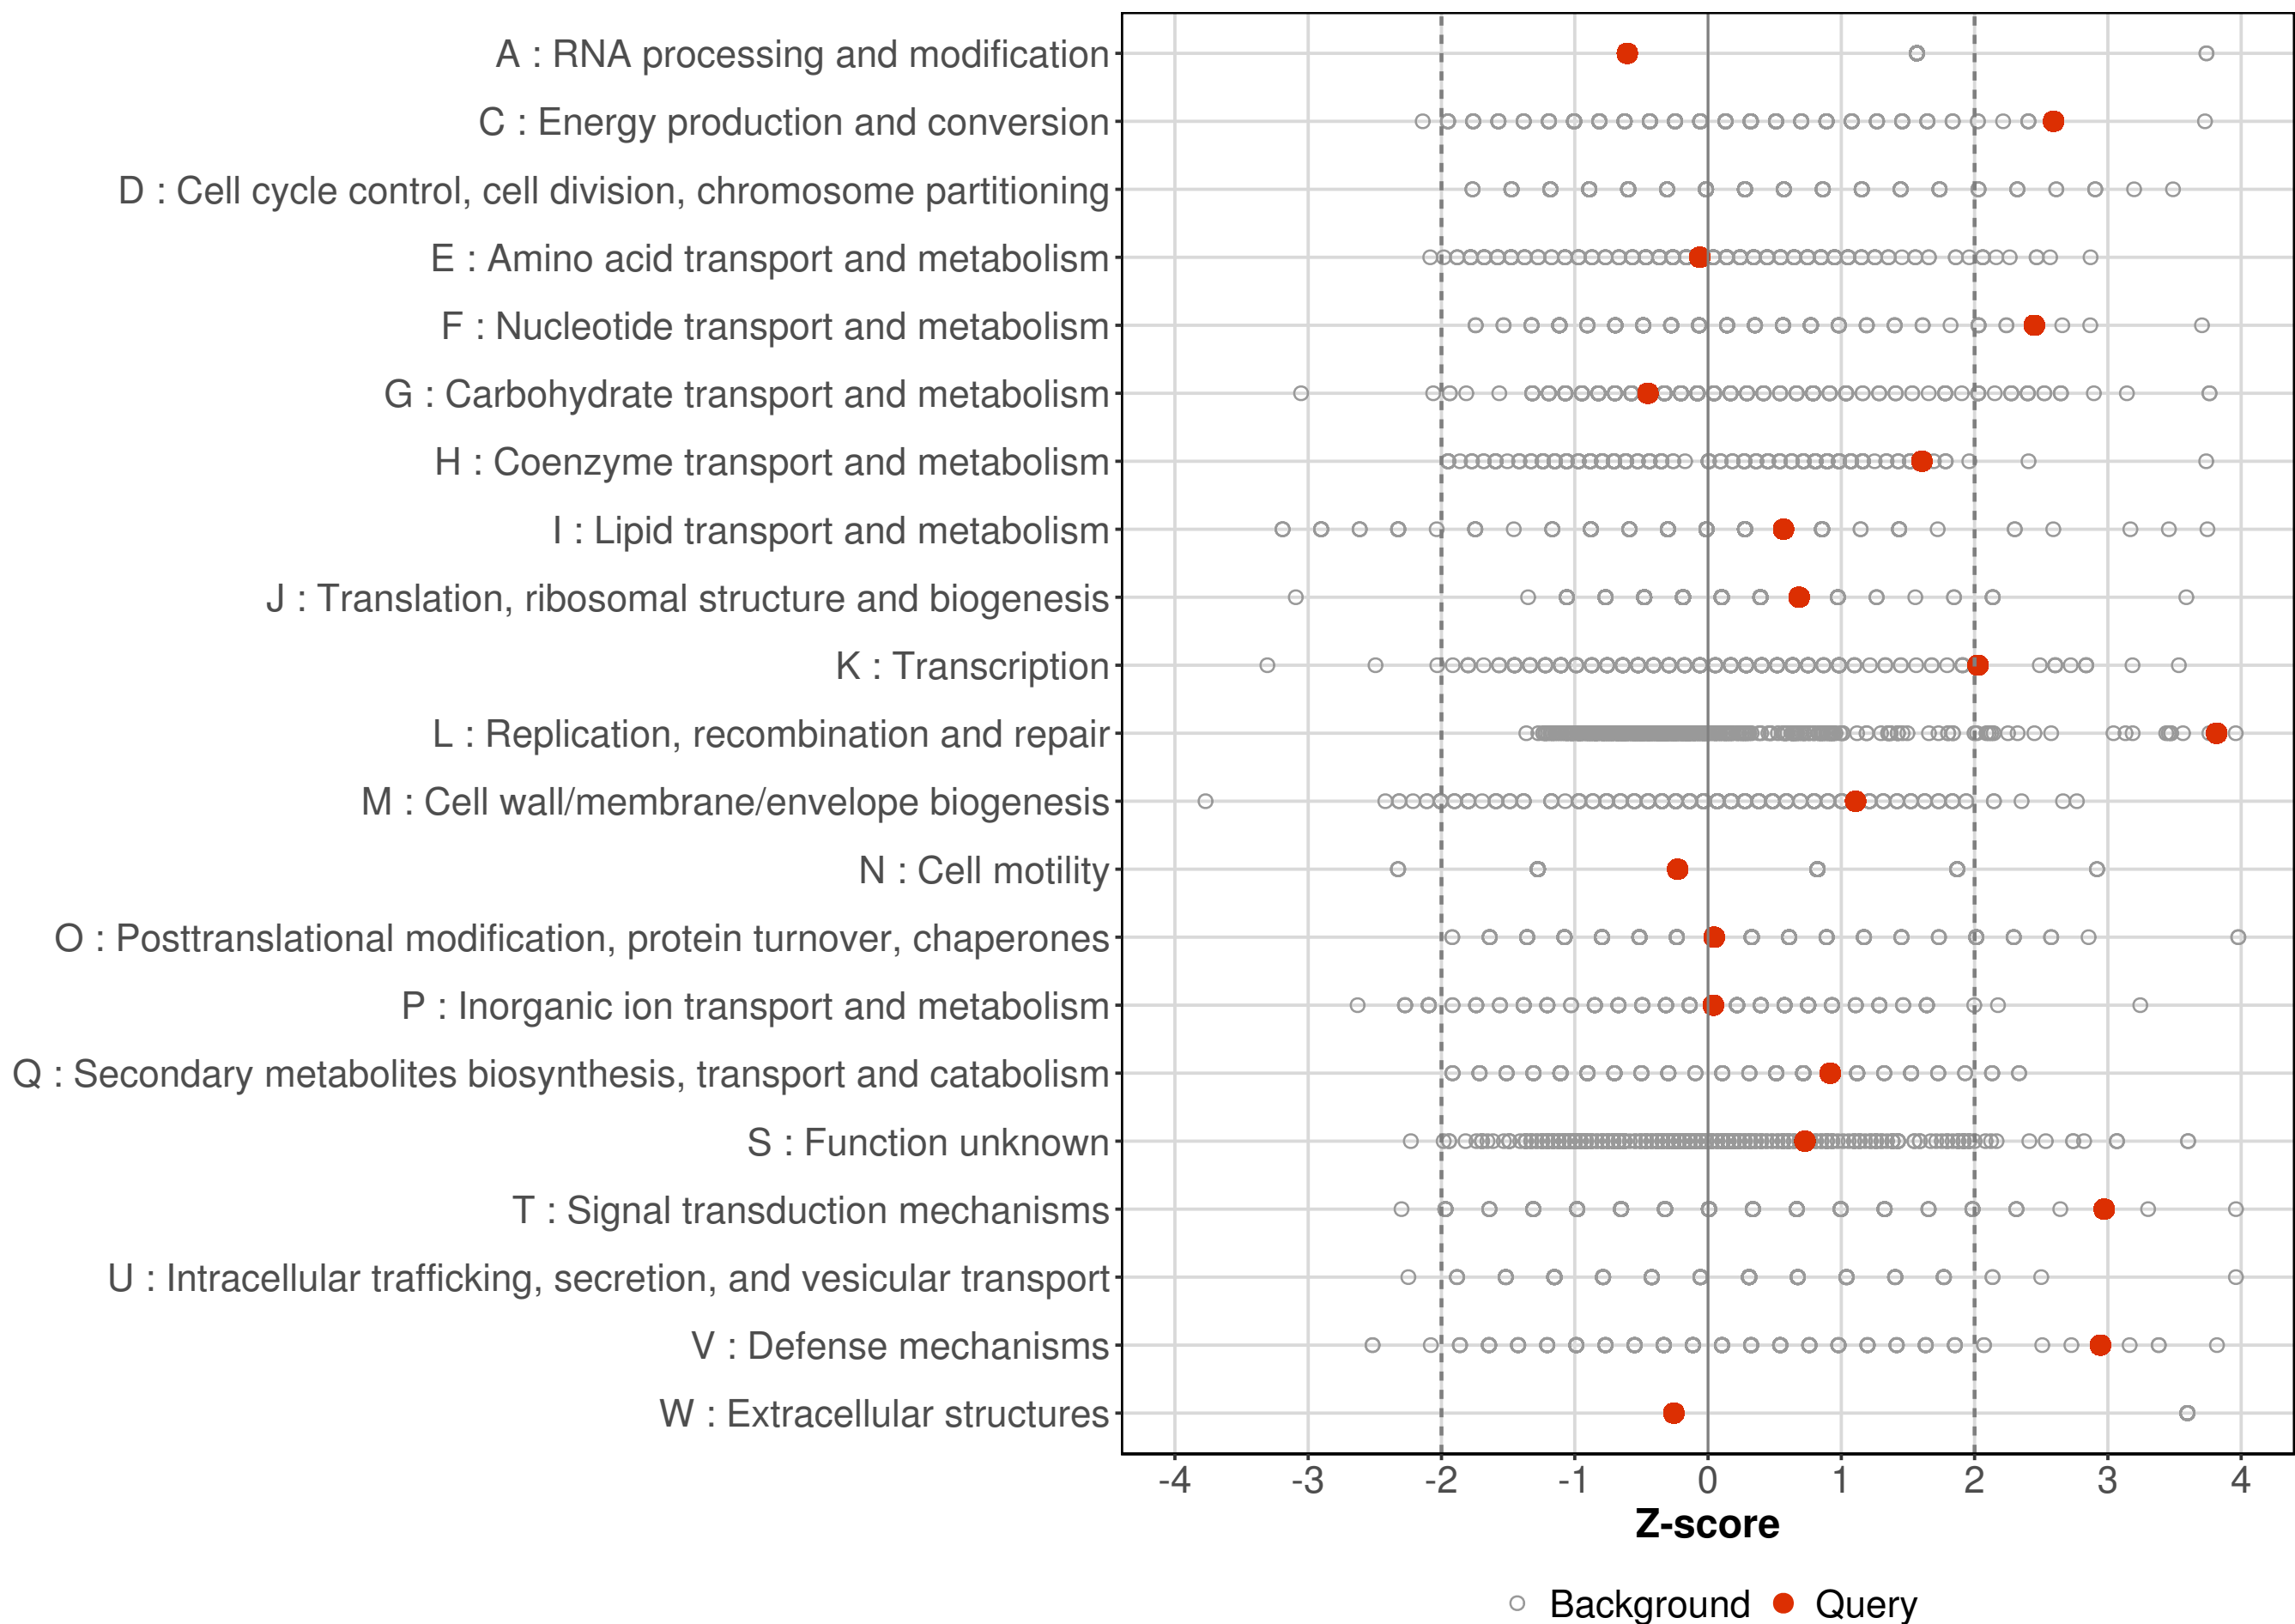 A : RNA processing and modification
C : Energy production and conversion
D : Cell cycle control, cell division, chromosome partitioning
E : Amino acid transport and metabolism
F : Nucleotide transport and metabolism
G : Carbohydrate transport and metabolism
H : Coenzyme transport and metabolism
I : Lipid transport and metabolism
J : Translation, ribosomal structure and biogenesis
K : Transcription
L : Replication, recombination and repair
M : Cell wall/membrane/envelope biogenesis
N : Cell motility
O : Posttranslational modification, protein turnover, chaperones
P : Inorganic ion transport and metabolism
Q : Secondary metabolites biosynthesis, transport and catabolism
S : Function unknown
T : Signal transduction mechanisms
U : Intracellular trafficking, secretion, and vesicular transport
V : Defense mechanisms
W : Extracellular structures
-4 -3 -2 -1 0 1 2 3 4
Z-score
Background Query